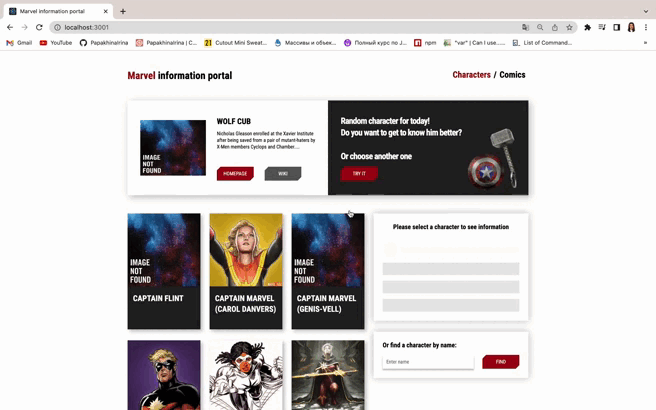 Marvel information portal
localhost:3001
Gmail
YouTube
PapakhinaIrina
PapakhinaIrina | C...
Cutout Mini Sweat...
Массивы и объек...
Полный курс по J...
npm
"var" | Can I use......
List of Command...
Marvel information portal
Characters / Comics
WOLF CUB
Nicholas Gleason enrolled at the Xavier Institute
after being saved from a pair of mutant-haters by
X-Men members Cyclops and Chamber....
HOMEPAGE
WIKI
IMAGE
NOT
FOUND
Random character for today!
Do you want to get to know him better?
Or choose another one
TRY IT
IMAGE
NOT
FOUND
CAPTAIN FLINT
CAPTAIN MARVEL
(CAROL DANVERS)
IMAGE
NOT
FOUND
CAPTAIN MARVEL
(GENIS-VELL)
Please select a character to see information
Or find a character by name:
Enter name
FIND